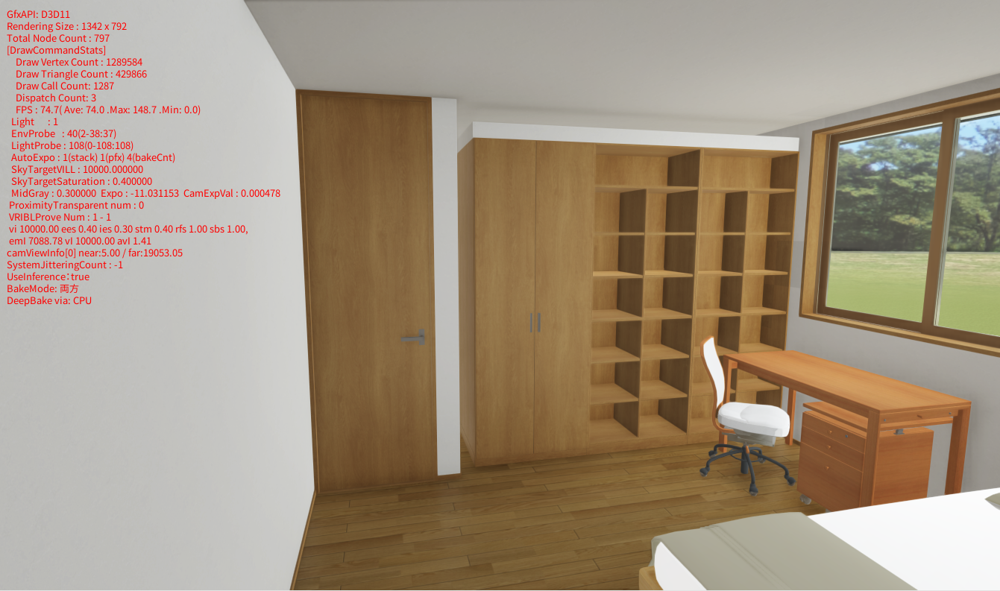 GfxAPI: D3D11
Rendering Size : 1342 x 792
Total Node Count : 797
[DrawCommandStats]
Draw Vertex Count : 1289584
Draw Triangle Count : 429866
Draw Call Count: 1287
Dispatch Count: 3
FPS : 74.7( Ave: 74.0 .Max: 148.7 .Min: 0.0)
Light : 1
EnvProbe : 40(2-38:37)
LightProbe : 108(0-108:108)
AutoExpo : 1(stack) 1(pfx) 4(bakeCnt)
SkyTargetVILL : 10000.000000
SkyTargetSaturation : 0.400000
MidGray : 0.300000 Expo : -11.031153 CamExpVal : 0.000478
ProximityTransparent num : 0
VRIBLProve Num : 1 - 1
vi 10000.00 ees 0.40 ies 0.30 stm 0.40 rfs 1.00 sbs 1.00,
emI 7088.78 vI 10000.00 avI 1.41
camViewInfo[0] near:5.00 / far:19053.05
SystemJitteringCount : -1
UseInference：true
BakeMode: 両方
DeepBake via: CPU